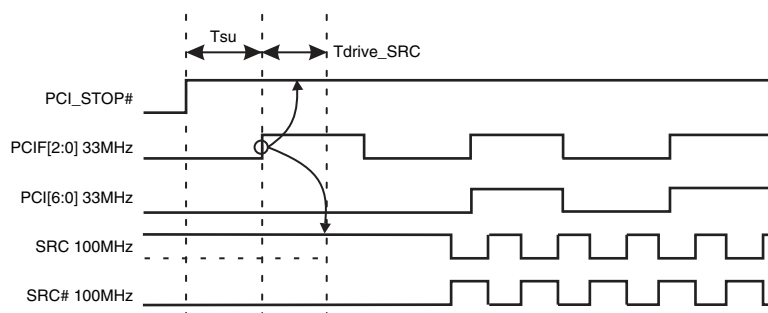 Tsu
Tdrive_SRC
PCI_STOP#
PCIF[2:0] 33MHz
PCI[6:0] 33MHz
SRC 100MHz
SRC# 100MHz